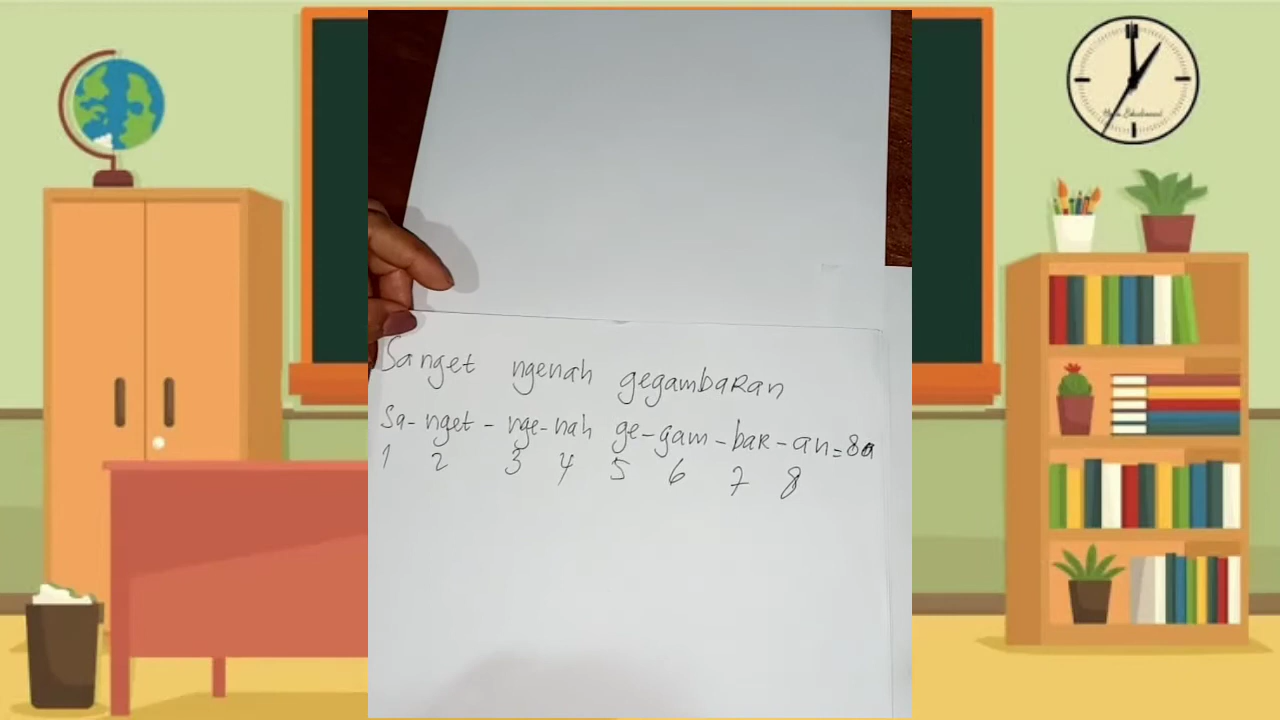 Sanget ngenah gegambaRan
Sa-nget-nge-nah ge-gam-baR-an=8a
1 2 3 4 5 6 7 8